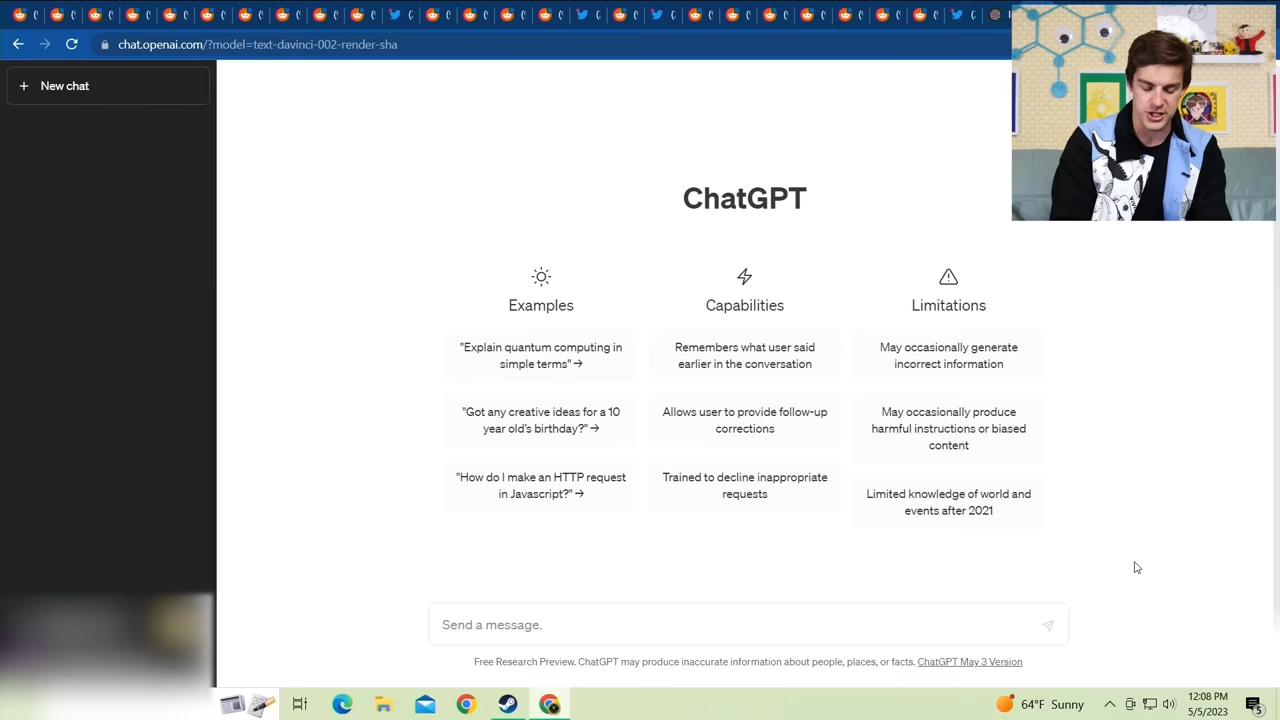 chat.openai.com/?model=text-davinci-002-render-sha
+ New chat
ChatGPT
Examples
"Explain quantum computing in
simple terms" →
"Got any creative ideas for a 10
year old's birthday?" →
"How do I make an HTTP request
in Javascript?" →
Capabilities
Remembers what user said
earlier in the conversation
Allows user to provide follow-up
corrections
Trained to decline inappropriate
requests
Limitations
May occasionally generate
incorrect information
May occasionally produce
harmful instructions or biased
content
Limited knowledge of world and
events after 2021
Send a message.
Free Research Preview. ChatGPT may produce inaccurate information about people, places, or facts. ChatGPT May 3 Version
64°F Sunny
12:08 PM
5/5/2023
5